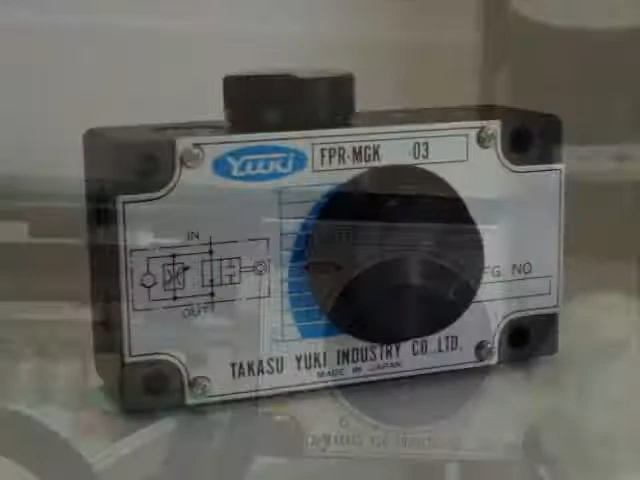 Yuki FPR-MGK 03
IN
OUT
FG. NO
TAKASU YUKI INDUSTRY CO.,LTD.
MADE IN JAPAN